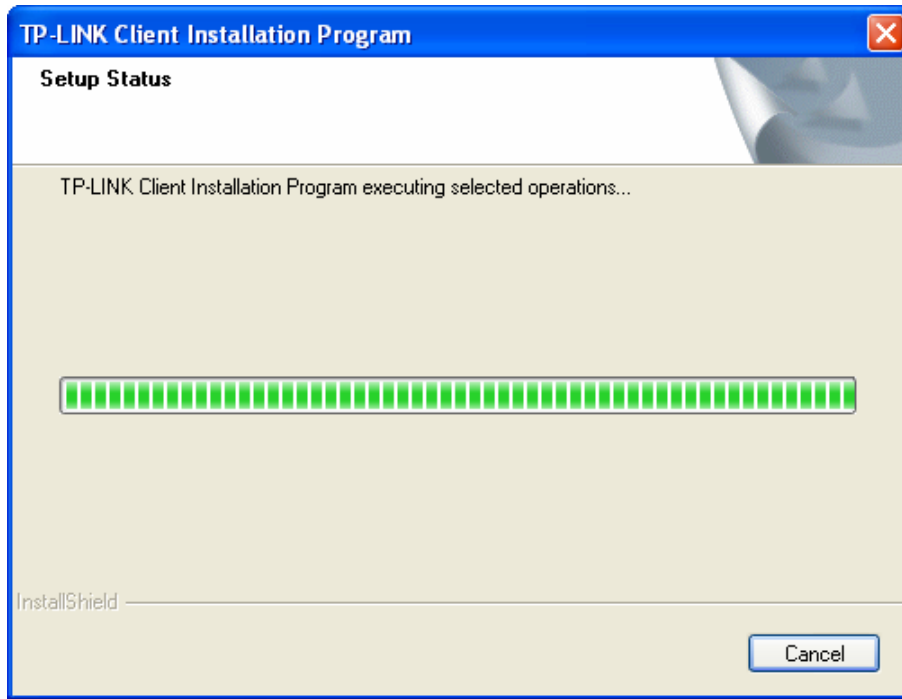 TP-LINK Client Installation Program
Setup Status
TP-LINK Client Installation Program executing selected operations...
InstallShield
Cancel